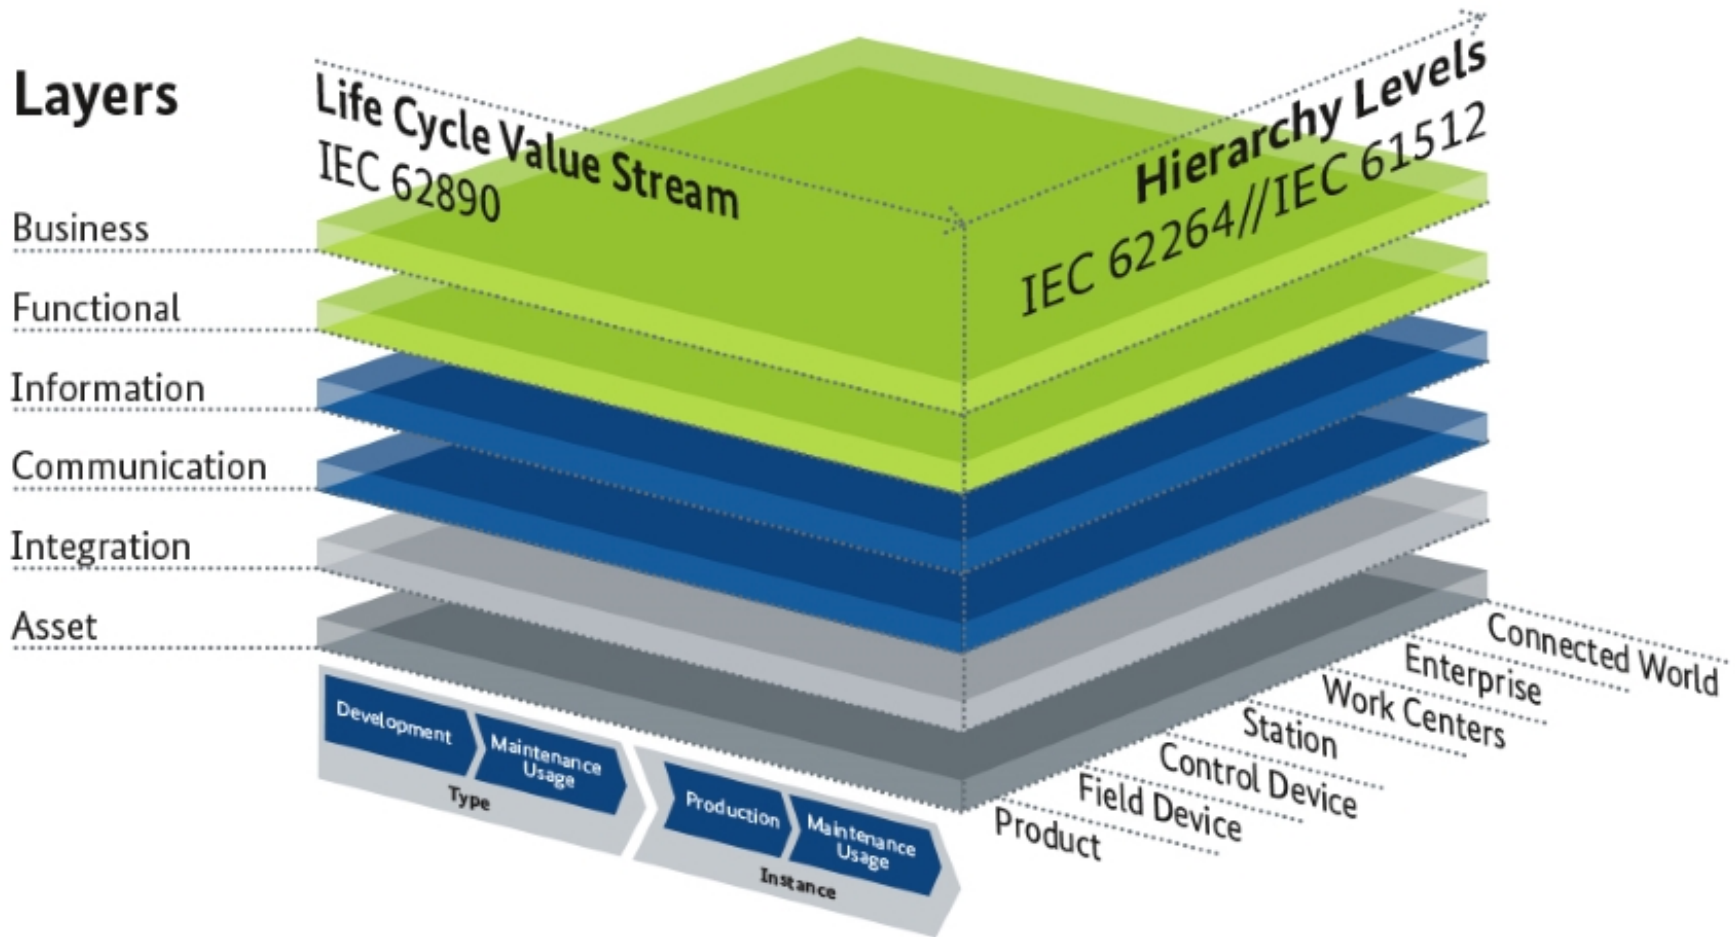 Layers
Life Cycle Value Stream
IEC 62890
Hierarchy Levels
IEC 62264//IEC 61512
Business
Functional
Information
Communication
Integration
Asset
Development
Maintenance
Usage
Type
Production
Maintenance
Usage
Instance
Connected World
Enterprise
Work Centers
Station
Control Device
Field Device
Product